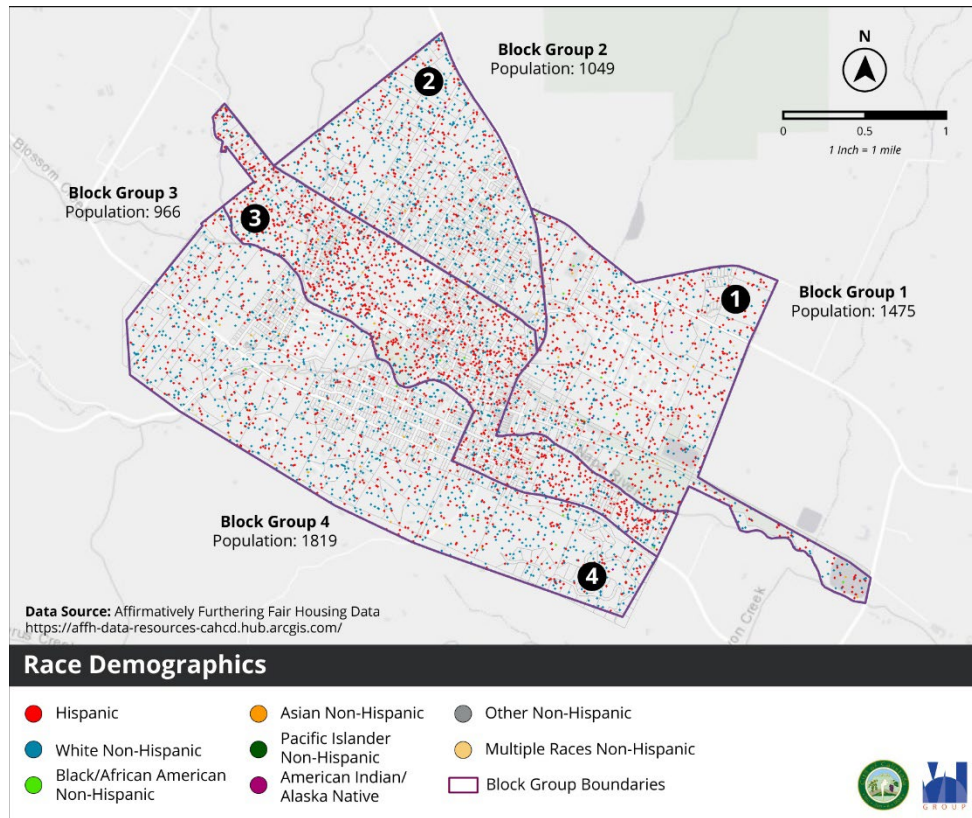 Block Group 2
Population: 1049
N
0 0.5 1
1 Inch = 1 mile
Blossom
Block Group 3
Population: 966
Block Group 1
Population: 1475
2
3
1
4
River
Block Group 4
Population: 1819
Creek
Data Source: Affirmatively Furthering Fair Housing Data
https://affh-data-resources-cahcd.hub.arcgis.com/
Race Demographics
Hispanic
White Non-Hispanic
Black/African American
Non-Hispanic
Asian Non-Hispanic
Pacific Islander
Non-Hispanic
American Indian/
Alaska Native
Other Non-Hispanic
Multiple Races Non-Hispanic
Block Group Boundaries
GROUP